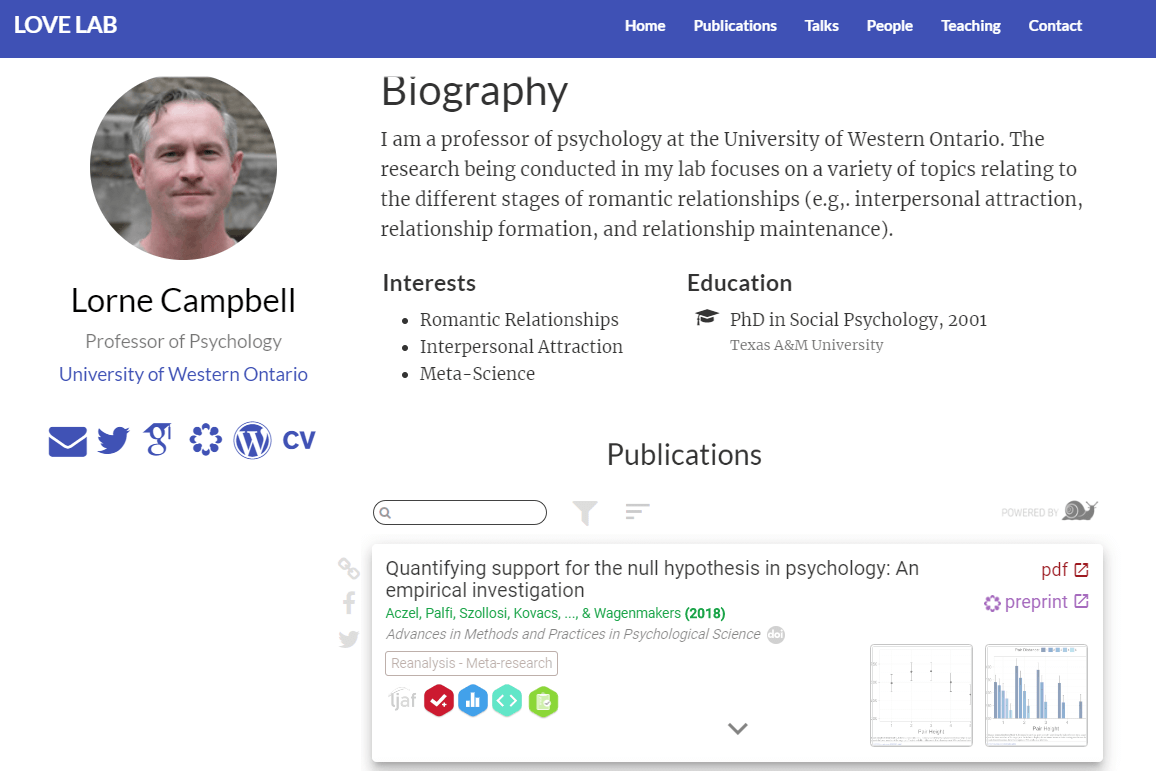 LOVE LAB
Home Publications Talks People Teaching Contact
Biography
I am a professor of psychology at the University of Western Ontario. The
research being conducted in my lab focuses on a variety of topics relating to
the different stages of romantic relationships (e.g,. interpersonal attraction,
relationship formation, and relationship maintenance).
Lorne Campbell
Professor of Psychology
University of Western Ontario
CV
Interests
Romantic Relationships
Interpersonal Attraction
Meta-Science
Education
PhD in Social Psychology, 2001
Texas A&M University
Publications
POWERED BY
Quantifying support for the null hypothesis in psychology: An
empirical investigation
Aczel, Palfi, Szollosi, Kovacs, ..., & Wagenmakers (2018)
Advances in Methods and Practices in Psychological Science doi
Reanalysis - Meta-research
pdf
preprint
Pair Height
Pair Height